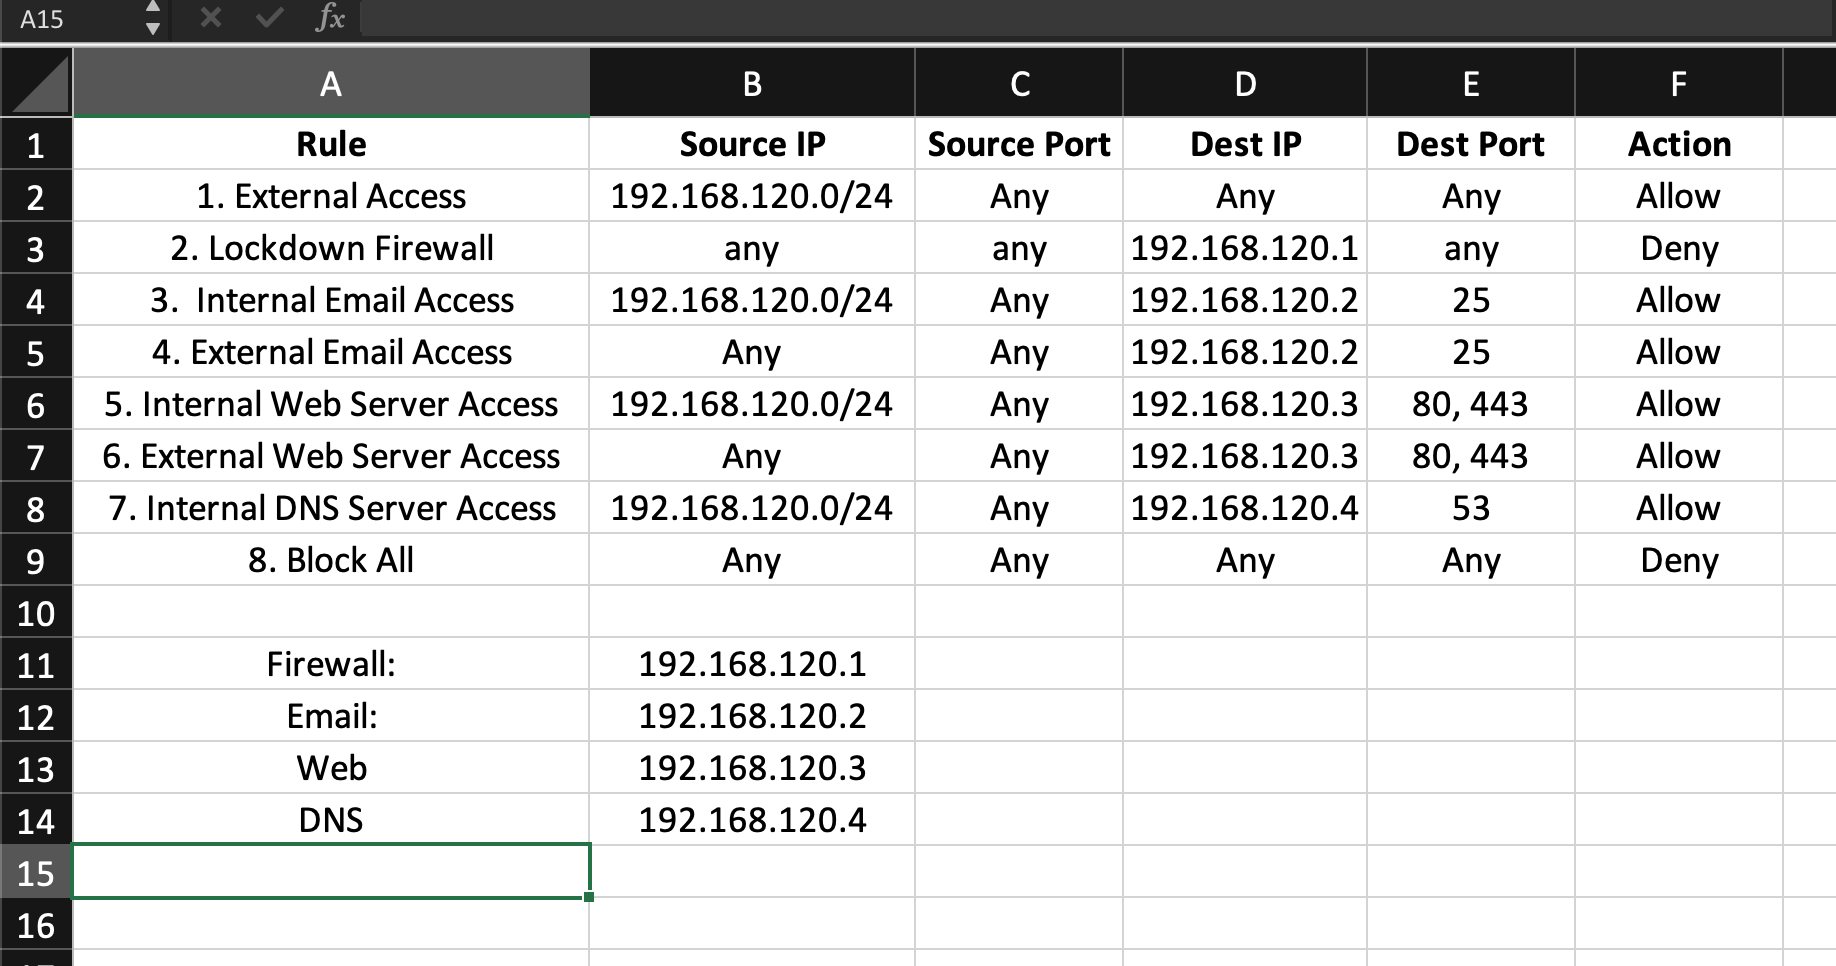 A15 fx
A B C D E F
1 Rule Source IP Source Port Dest IP Dest Port Action
2 1. External Access 192.168.120.0/24 Any Any Any Allow
3 2. Lockdown Firewall any any 192.168.120.1 any Deny
4 3.  Internal Email Access 192.168.120.0/24 Any 192.168.120.2 25 Allow
5 4. External Email Access Any Any 192.168.120.2 25 Allow
6 5. Internal Web Server Access 192.168.120.0/24 Any 192.168.120.3 80, 443 Allow
7 6. External Web Server Access Any Any 192.168.120.3 80, 443 Allow
8 7. Internal DNS Server Access 192.168.120.0/24 Any 192.168.120.4 53 Allow
9 8. Block All Any Any Any Any Deny
10
11 Firewall: 192.168.120.1
12 Email: 192.168.120.2
13 Web 192.168.120.3
14 DNS 192.168.120.4
15
16